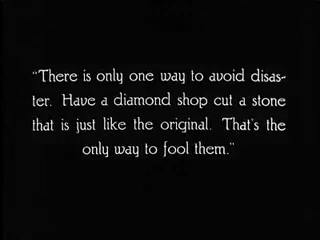 "There is only one way to avoid disas-
ter. Have a diamond shop cut a stone
that is just like the original. That's the
only way to fool them."